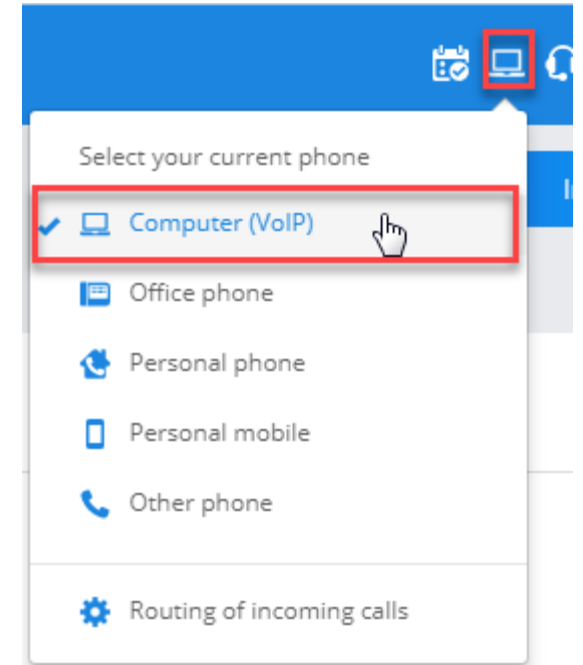 Select your current phone
Computer (VoIP)
Office phone
Personal phone
Personal mobile
Other phone
Routing of incoming calls